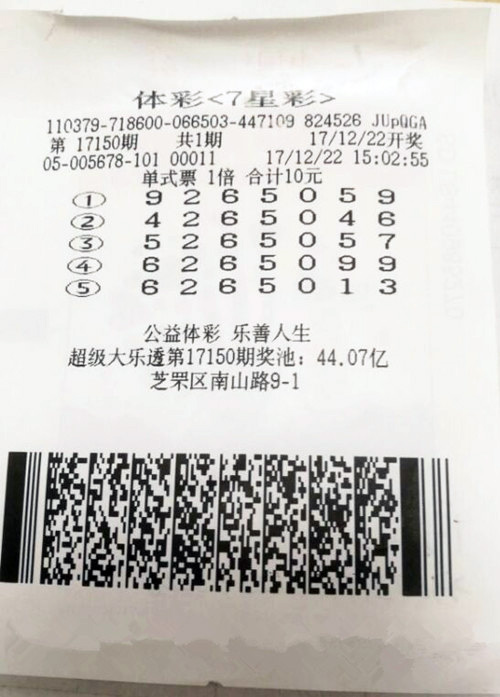 体彩<7星彩>
110379-718600-066503-447109 824526 JUpQGA
第 17150期 共1期 17/12/22开奖
05-005678-101 00011 17/12/22 15:02:55
单式票 1倍 合计10元
① 9 2 6 5 0 5 9
② 4 2 6 5 0 4 6
③ 5 2 6 5 0 5 7
④ 6 2 6 5 0 9 9
⑤ 6 2 6 5 0 1 3
公益体彩 乐善人生
超级大乐透第17150期奖池：44.07亿
芝罘区南山路9-1